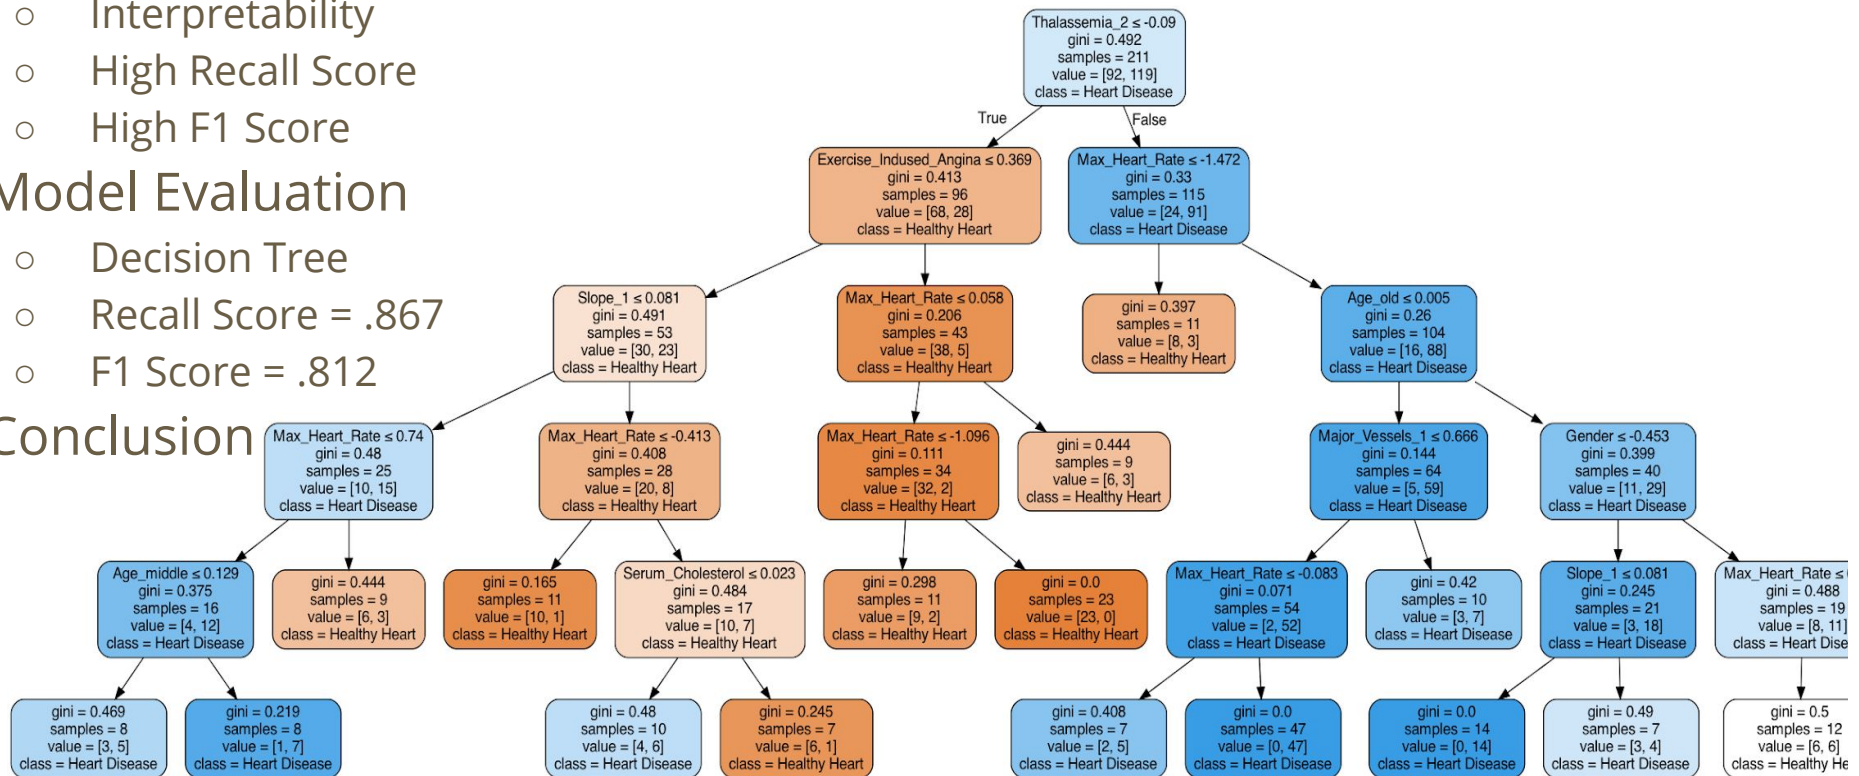 Interpretability
High Recall Score
High F1 Score
Model Evaluation
Decision Tree
Recall Score = .867
F1 Score = .812
Conclusion
Thalassemia_2 ≤ -0.09
gini = 0.492
samples = 211
value = [92, 119]
class = Heart Disease
True
False
Exercise_Indused_Angina ≤ 0.369
gini = 0.413
samples = 96
value = [68, 28]
class = Healthy Heart
Max_Heart_Rate ≤ -1.472
gini = 0.33
samples = 115
value = [24, 91]
class = Heart Disease
Slope_1 ≤ 0.081
gini = 0.491
samples = 53
value = [30, 23]
class = Healthy Heart
Max_Heart_Rate ≤ 0.058
gini = 0.206
samples = 43
value = [38, 5]
class = Healthy Heart
gini = 0.397
samples = 11
value = [8, 3]
class = Healthy Heart
Age_old ≤ 0.005
gini = 0.26
samples = 104
value = [16, 88]
class = Heart Disease
Max_Heart_Rate ≤ 0.74
gini = 0.48
samples = 25
value = [10, 15]
class = Heart Disease
Max_Heart_Rate ≤ -0.413
gini = 0.408
samples = 28
value = [20, 8]
class = Healthy Heart
Max_Heart_Rate ≤ -1.096
gini = 0.111
samples = 34
value = [32, 2]
class = Healthy Heart
gini = 0.444
samples = 9
value = [6, 3]
class = Healthy Heart
Major_Vessels_1 ≤ 0.666
gini = 0.144
samples = 64
value = [5, 59]
class = Heart Disease
Gender ≤ -0.453
gini = 0.399
samples = 40
value = [11, 29]
class = Heart Disease
Age_middle ≤ 0.129
gini = 0.375
samples = 16
value = [4, 12]
class = Heart Disease
gini = 0.444
samples = 9
value = [6, 3]
class = Healthy Heart
gini = 0.165
samples = 11
value = [10, 1]
class = Healthy Heart
Serum_Cholesterol ≤ 0.023
gini = 0.484
samples = 17
value = [10, 7]
class = Healthy Heart
gini = 0.298
samples = 11
value = [9, 2]
class = Healthy Heart
gini = 0.0
samples = 23
value = [23, 0]
class = Healthy Heart
Max_Heart_Rate ≤ -0.083
gini = 0.071
samples = 54
value = [2, 52]
class = Heart Disease
gini = 0.42
samples = 10
value = [3, 7]
class = Heart Disease
Slope_1 ≤ 0.081
gini = 0.245
samples = 21
value = [3, 18]
class = Heart Disease
Max_Heart_Rate ≤
gini = 0.488
samples = 19
value = [8, 11]
class = Heart Dise
gini = 0.469
samples = 8
value = [3, 5]
class = Heart Disease
gini = 0.219
samples = 8
value = [1, 7]
class = Heart Disease
gini = 0.48
samples = 10
value = [4, 6]
class = Heart Disease
gini = 0.245
samples = 7
value = [6, 1]
class = Healthy Heart
gini = 0.408
samples = 7
value = [2, 5]
class = Heart Disease
gini = 0.0
samples = 47
value = [0, 47]
class = Heart Disease
gini = 0.0
samples = 14
value = [0, 14]
class = Heart Disease
gini = 0.49
samples = 7
value = [3, 4]
class = Heart Disease
gini = 0.5
samples = 12
value = [6, 6]
class = Healthy He